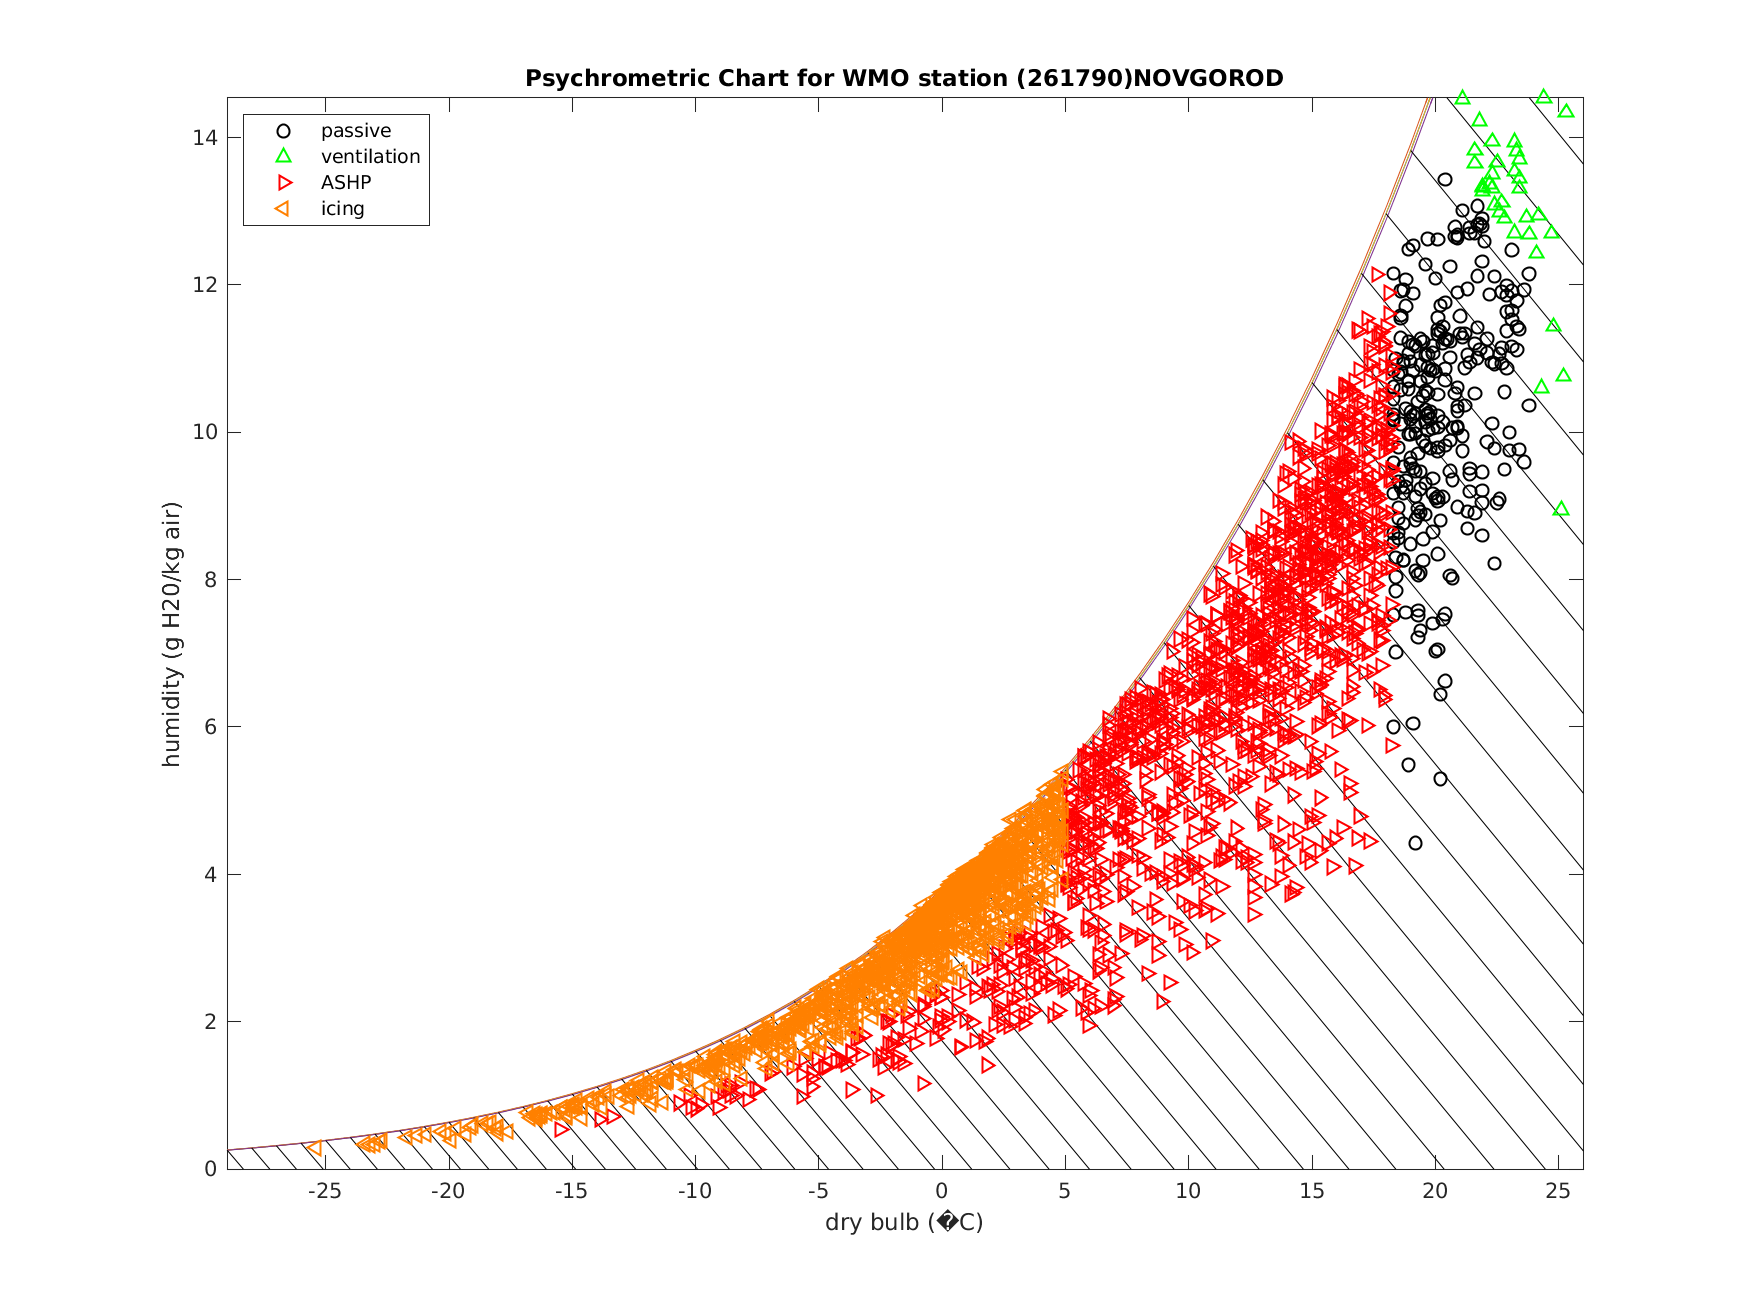 Psychrometric Chart for WMO station (261790)NOVGOROD
passive
ventilation
ASHP
icing
14
12
10
8
6
4
2
0
humidity (g H20/kg air)
-25 -20 -15 -10 -5 0 5 10 15 20 25
dry bulb (�C)